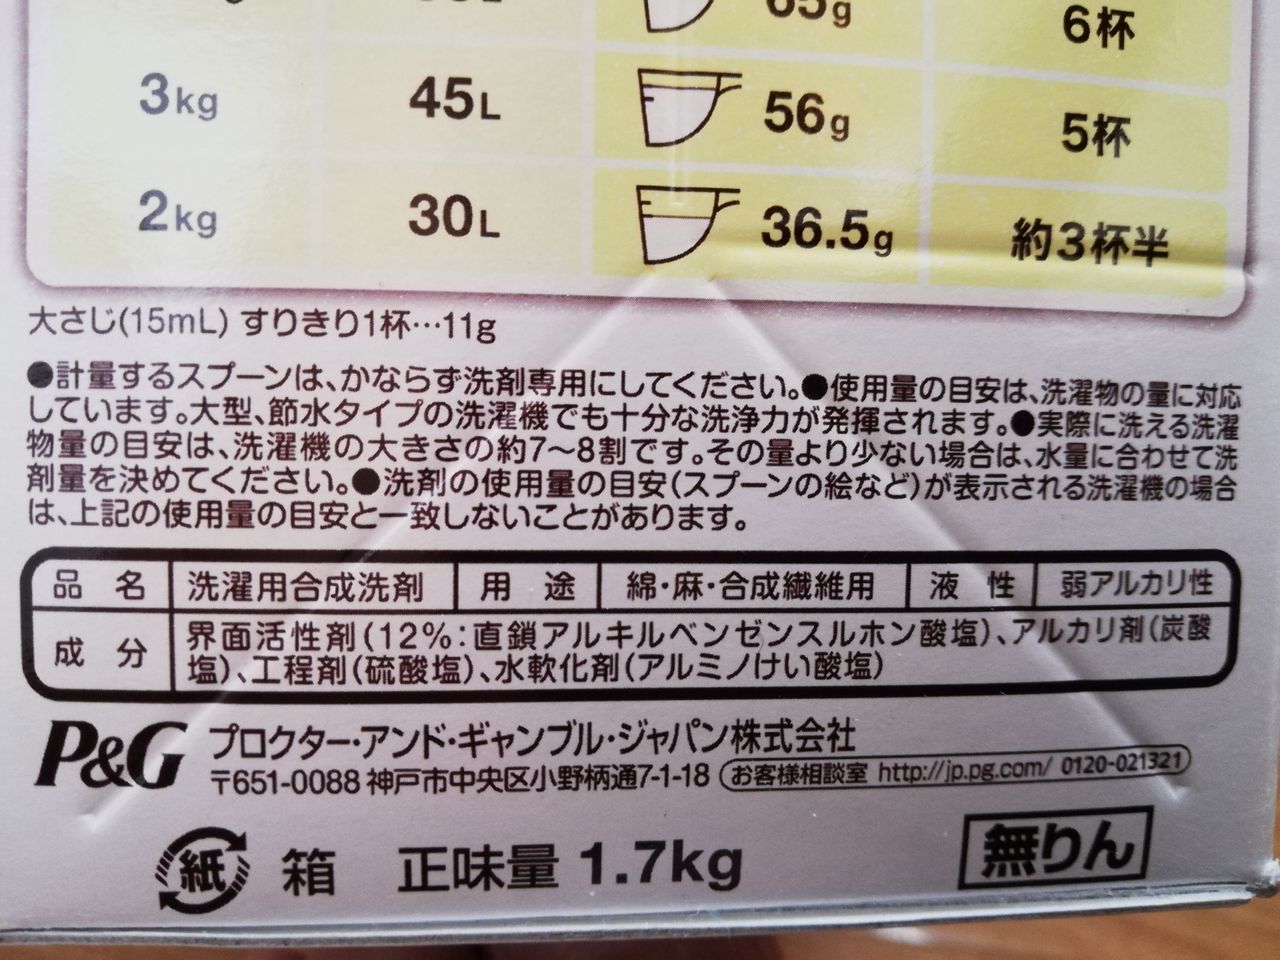 65g
6杯
3kg 45L 56g 5杯
2kg 30L 36.5g 約3杯半
大さじ(15mL) すりきり1杯…11g
●計量するスプーンは、かならず洗剤専用にしてください。●使用量の目安は、洗濯物の量に対応
しています。大型、節水タイプの洗濯機でも十分な洗浄力が発揮されます。●実際に洗える洗濯
物量の目安は、洗濯機の大きさの約7〜8割です。その量より少ない場合は、水量に合わせて洗
剤量を決めてください。●洗剤の使用量の目安(スプーンの絵など)が表示される洗濯機の場合
は、上記の使用量の目安と一致しないことがあります。
品 名 洗濯用合成洗剤 用 途 綿・麻・合成繊維用 液 性 弱アルカリ性
成 分 界面活性剤(12%:直鎖アルキルベンゼンスルホン酸塩)、アルカリ剤(炭酸
塩)、工程剤(硫酸塩)、水軟化剤(アルミノけい酸塩)
P&G プロクター・アンド・ギャンブル・ジャパン株式会社
〒651-0088 神戸市中央区小野柄通7-1-18 お客様相談室 http://jp.pg.com/ 0120-021321
紙 箱 正味量 1.7kg 無りん